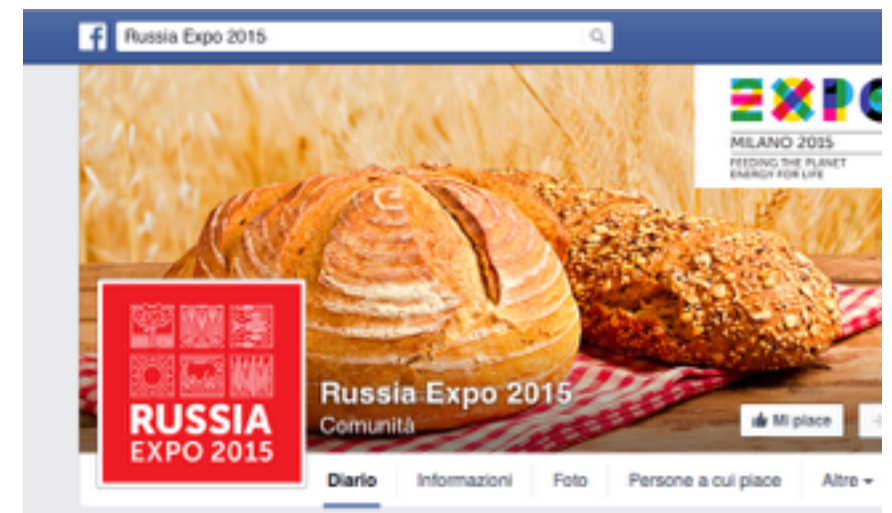 Russia Expo 2015
EXPO
MILANO 2015
FEEDING THE PLANET
ENERGY FOR LIFE
RUSSIA
EXPO 2015
Russia Expo 2015
Comunità
Mi piace
Diario
Informazioni
Foto
Persone a cui piace
Altre